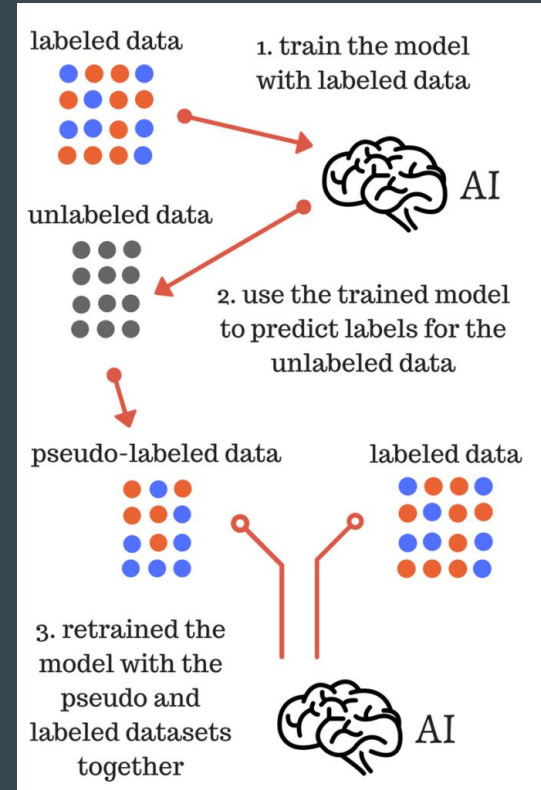 labeled data
1. train the model
with labeled data
AI
unlabeled data
2. use the trained model
to predict labels for the
unlabeled data
pseudo-labeled data
labeled data
3. retrained the
model with the
pseudo and
labeled datasets
together
AI